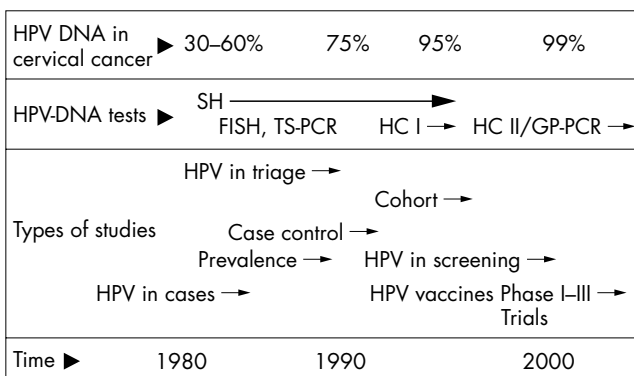 HPV DNA in
cervical cancer ▶ 30–60% 75% 95% 99%
SH
HPV-DNA tests ▶
FISH, TS-PCR HC I → HC II/GP-PCR →
HPV in triage →
Cohort →
Types of studies
Case control →
Prevalence → HPV in screening →
HPV in cases → HPV vaccines Phase I–III →
Trials
Time ▶ 1980 1990 2000